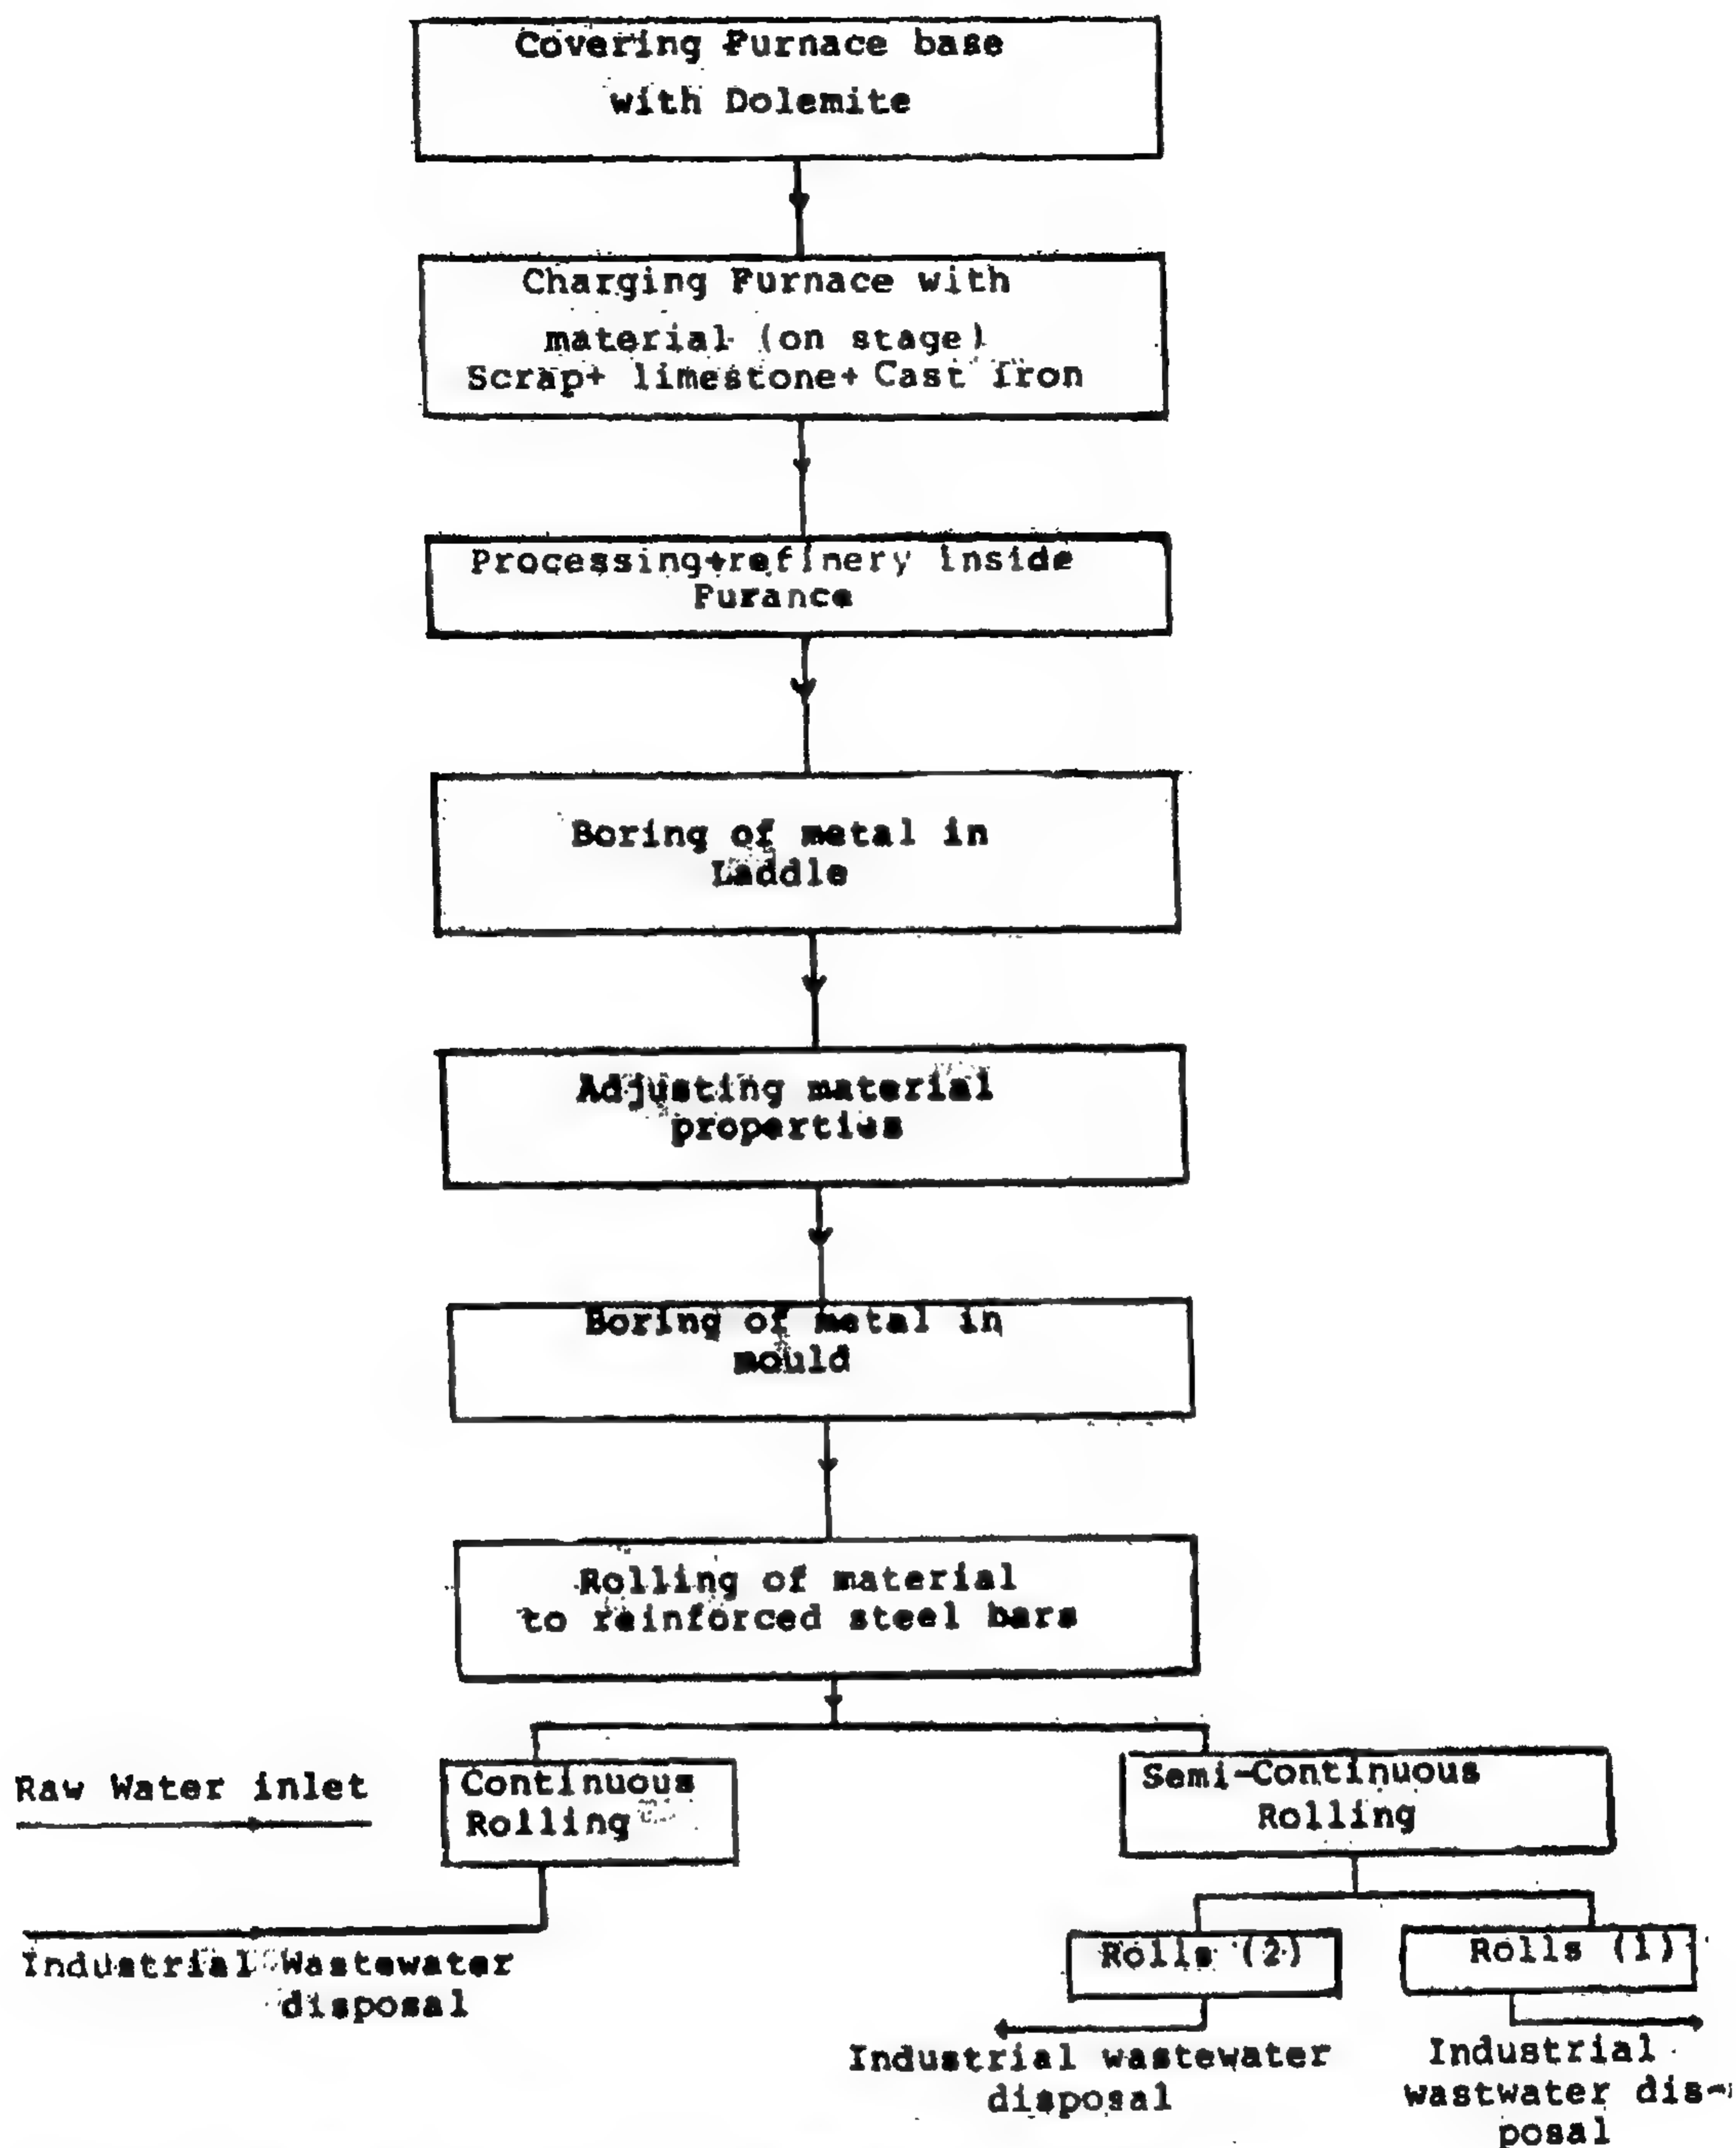 Covering Furnace base
with Dolemite
Charging Furnace with
material (on stage)
Scrap+ limestone+ Cast iron
Processing+refinery inside
Purance
Boring of metal in
Laddle
Adjusting material
properties
Boring of metal in
mould
Rolling of material
to reinforced steel bars
Raw Water inlet
Continuous
Rolling
Semi-Continuous
Rolling
Industrial Wastewater
disposal
Rolls (2)
Rolls (1)
Industrial wastewater
disposal
Industrial
wastwater dis-
posal